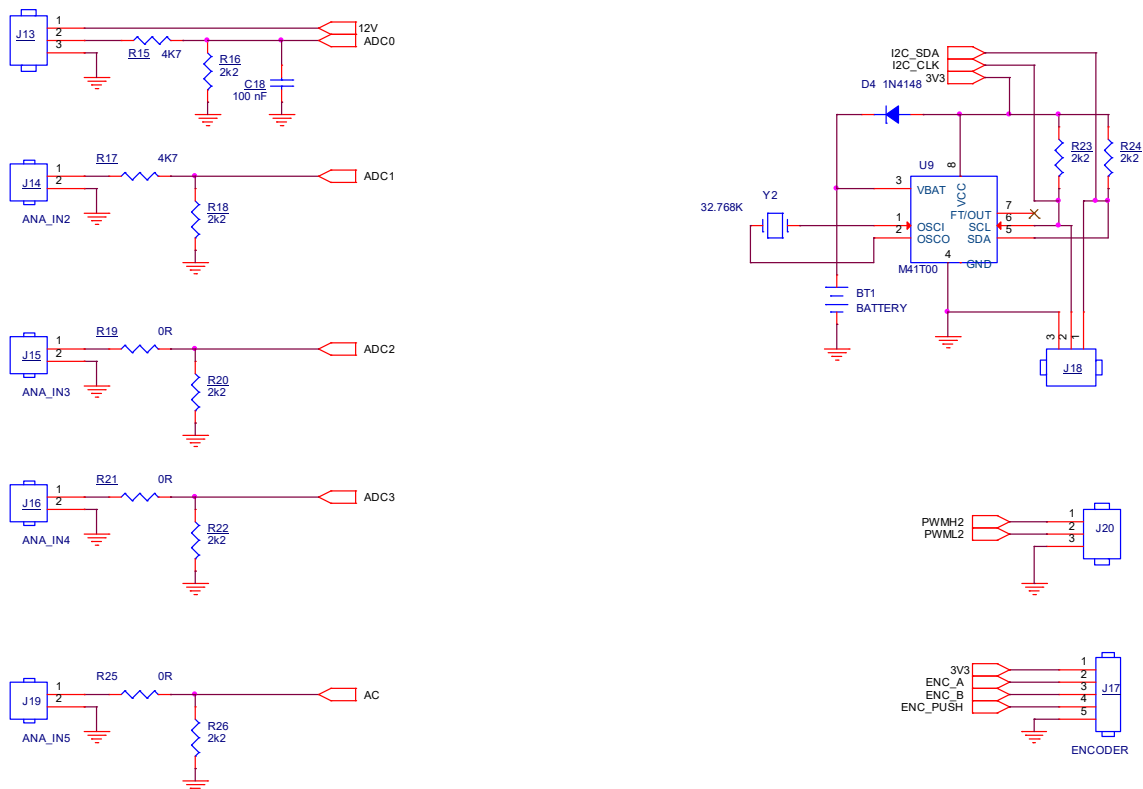 J13
1
2
3
12V
ADC0
R15 4K7
R16
2k2
C18
100 nF
R17 4K7
J14
1
2
ADC1
R18
2k2
ANA_IN2
R19 0R
J15
1
2
ADC2
R20
2k2
ANA_IN3
R21 0R
J16
1
2
ADC3
R22
2k2
ANA_IN4
R25 0R
J19
1
2
AC
R26
2k2
ANA_IN5
I2C_SDA
I2C_CLK
3V3
D4 1N4148
R23
2k2
R24
2k2
U9
8
3
VBAT
VCC
Y2
32.768K
7
FT/OUT
1
OSCI
6
SCL
2
OSCO
5
SDA
4
GND
M41T00
BT1
BATTERY
3
2
1
J18
PWMH2
PWML2
1
2
3
J20
3V3
ENC_A
ENC_B
ENC_PUSH
1
2
3
4
5
J17
ENCODER